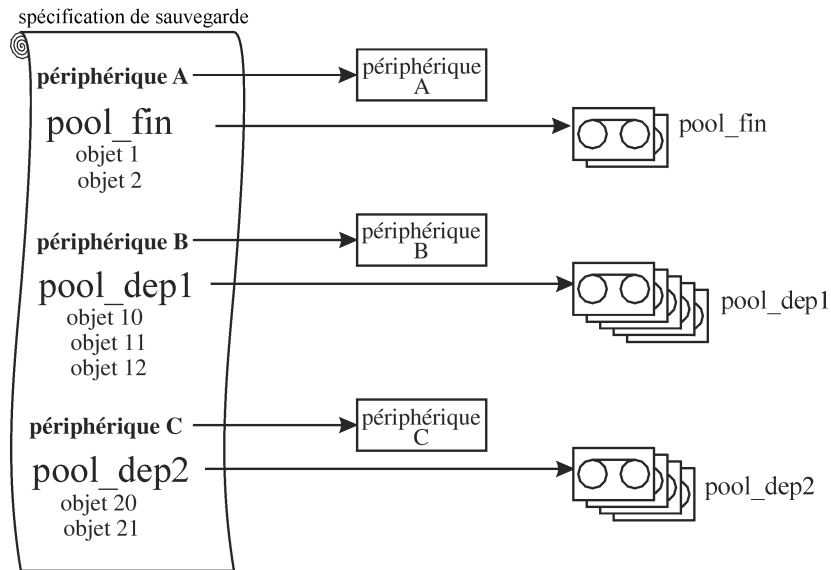 spécification de sauvegarde
périphérique A
périphérique
A
pool_fin
pool_fin
objet 1
objet 2
périphérique B
périphérique
B
pool_dep1
pool_dep1
objet 10
objet 11
objet 12
périphérique C
périphérique
C
pool_dep2
pool_dep2
objet 20
objet 21